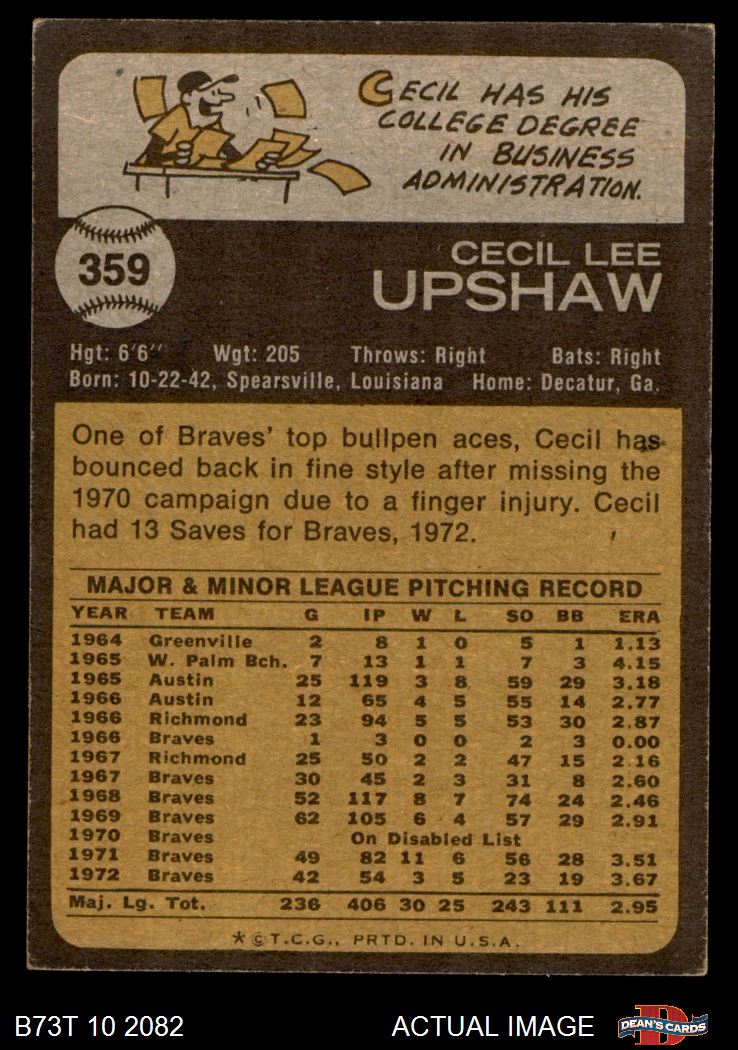 CECIL HAS HIS
COLLEGE DEGREE
IN BUSINESS
ADMINISTRATION.
359
CECIL LEE
UPSHAW
Hgt: 6'6" Wgt: 205 Throws: Right Bats: Right
Born: 10-22-42, Spearsville, Louisiana Home: Decatur, Ga.
One of Braves' top bullpen aces, Cecil has
bounced back in fine style after missing the
1970 campaign due to a finger injury. Cecil
had 13 Saves for Braves, 1972.
MAJOR & MINOR LEAGUE PITCHING RECORD
YEAR TEAM G IP W L SO BB ERA
1964 Greenville 2 8 1 0 5 1 1.13
1965 W. Palm Bch. 7 13 1 1 7 3 4.15
1965 Austin 25 119 3 8 59 29 3.18
1966 Austin 12 65 4 5 55 14 2.77
1966 Richmond 23 94 5 5 53 30 2.87
1966 Braves 1 3 0 0 2 3 0.00
1967 Richmond 25 50 2 2 47 15 2.16
1967 Braves 30 45 2 3 31 8 2.60
1968 Braves 52 117 8 7 74 24 2.46
1969 Braves 62 105 6 4 57 29 2.91
1970 Braves On Disabled List
1971 Braves 49 82 11 6 56 28 3.51
1972 Braves 42 54 3 5 23 19 3.67
Maj. Lg. Tot. 236 406 30 25 243 111 2.95
* © T.C.G., PRTD. IN U.S.A.
B73T 10 2082 ACTUAL IMAGE D DEAN'S CARDS